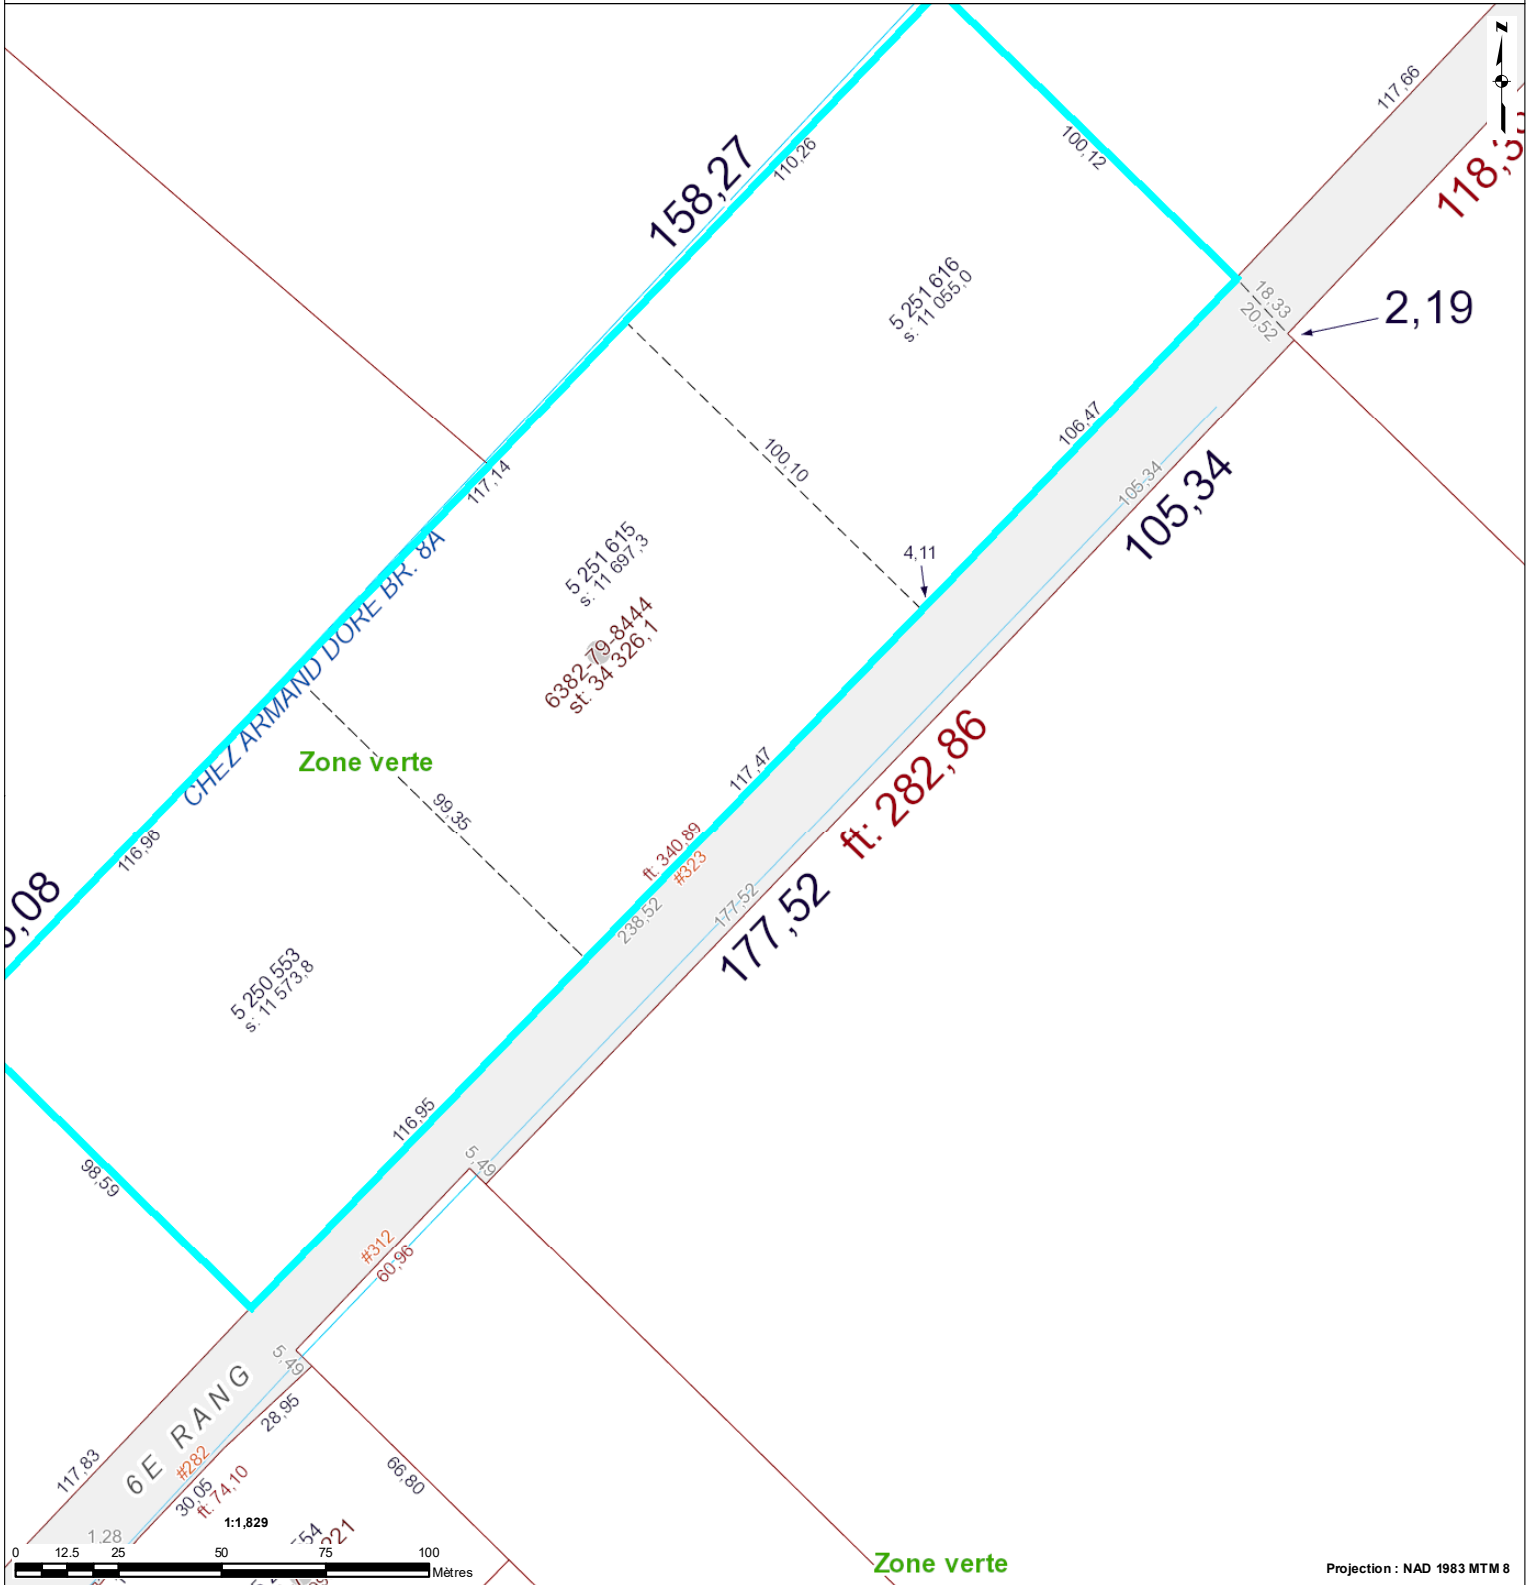 N
117,66
118,3
158,27
110,26
100,12
5 251 616
s: 11 055,0
18,33
20,52
2,19
106,47
100,10
105,34
105,34
117,14
4,11
5 251 615
s: 11 697,3
6382-79-8444
st: 34 326,1
CHEZ ARMAND DORE BR. 8A
Zone verte
99,35
117,47
ft: 340,89
#323
238,52
177,52
177,52
ft: 282,86
116,96
,08
5 250 553
s: 11 573,8
116,95
98,59
5,49
#312
60,96
5,49
28,95
6E RANG
#282
30,05
ft: 74,10
117,83
66,80
1,28
554
221
1:1,829
0 12.5 25 50 75 100
Mètres
Zone verte
Projection : NAD 1983 MTM 8